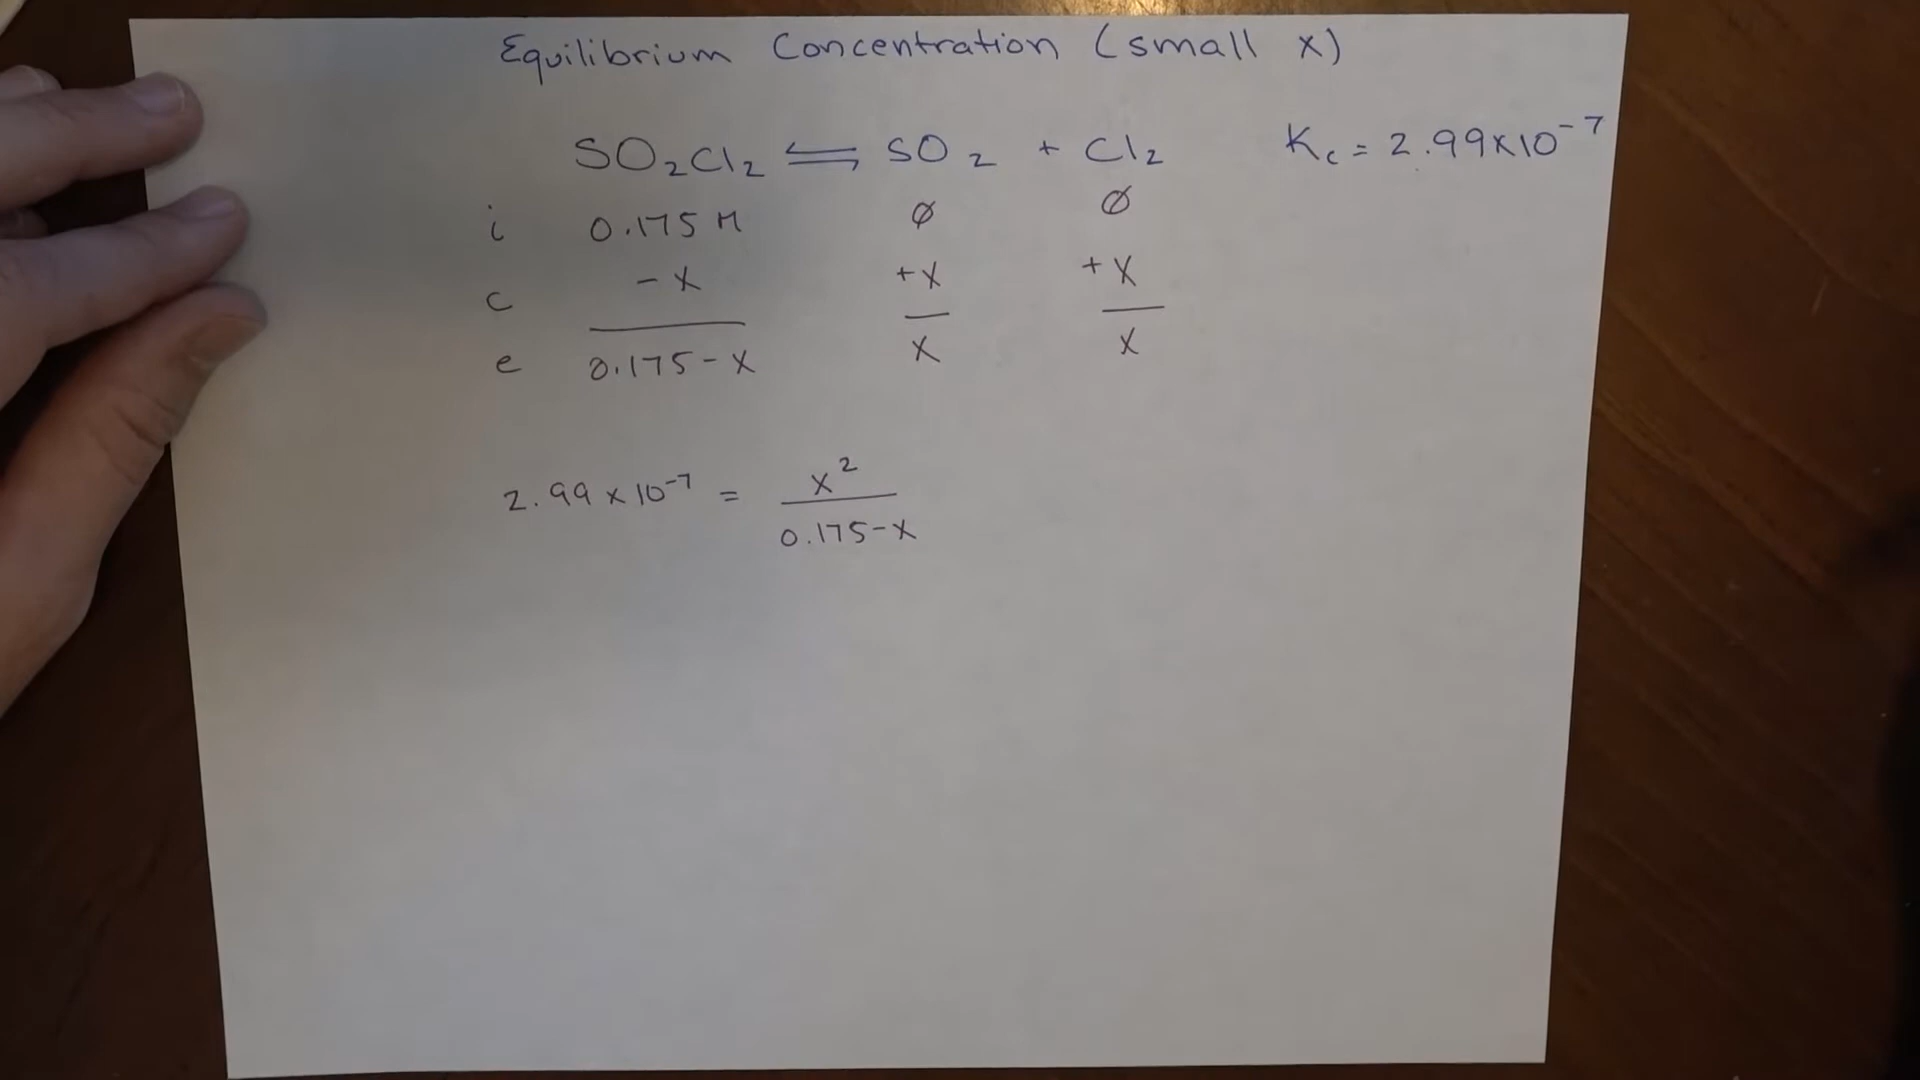 Equilibrium Concentration (small x)
SO₂Cl₂ ⇌ SO₂ + Cl₂ Kc = 2.99x10⁻⁷
i 0.175 M ∅ ∅
c -x +x +x
e 0.175-x x x
2.99 x 10⁻⁷ = x² / 0.175-x